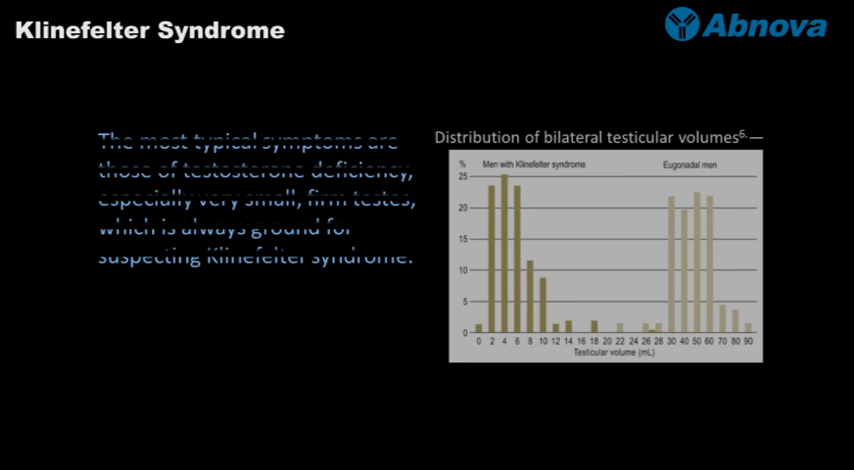 Klinefelter Syndrome
Abnova
The most typical symptoms are
those of testosterone deficiency,
especially very small, firm testes,
which is always ground for
suspecting Klinefelter syndrome.
Distribution of bilateral testicular volumes6.—
% Men with Klinefelter syndrome Eugonadal men
25
20
15
10
5
0
0 2 4 6 8 10 12 14 16 18 20 22 24 26 28 30 40 50 60 70 80 90
Testicular volume (mL)